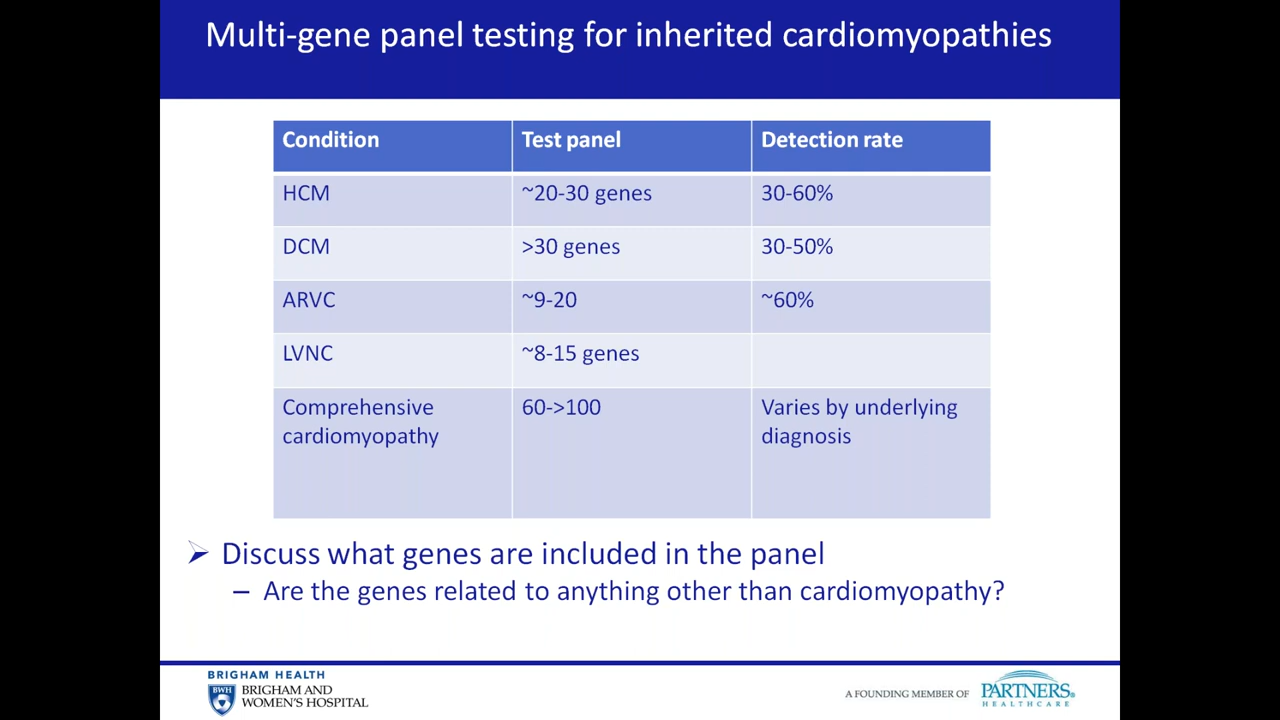 Multi-gene panel testing for inherited cardiomyopathies
Condition Test panel Detection rate
HCM ~20-30 genes 30-60%
DCM >30 genes 30-50%
ARVC ~9-20 ~60%
LVNC ~8-15 genes
Comprehensive 60->100 Varies by underlying
cardiomyopathy diagnosis
➢ Discuss what genes are included in the panel
– Are the genes related to anything other than cardiomyopathy?
BRIGHAM HEALTH
BWH BRIGHAM AND
WOMEN'S HOSPITAL
A FOUNDING MEMBER OF PARTNERS®
HEALTHCARE